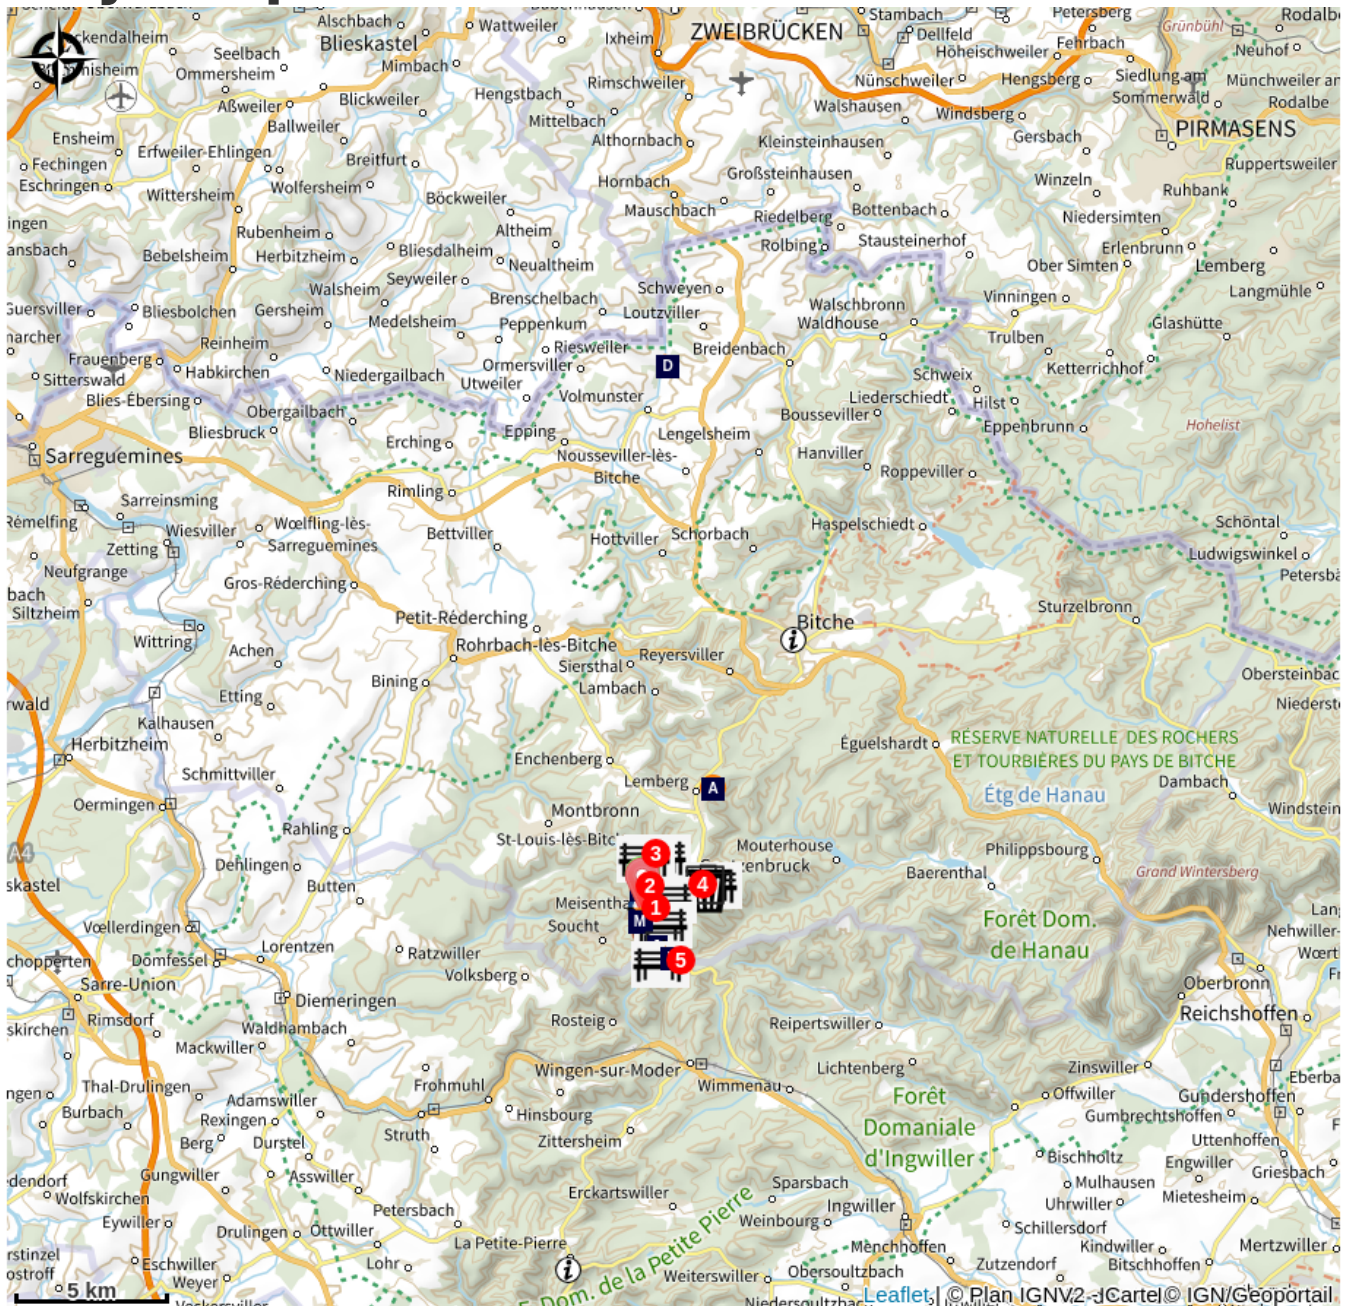 Alschbach
Wattweiler
Stambach
Petersberg
Blieskastel
Ixheim
ZWEIBRÜCKEN
Dellfeld
Grünbühl
Seelbach
Höheischweiler
Fehrbach
Neuhof
Ommersheim
Mimbach
Rimschweiler
Nünschweiler
Hengsberg
Siedlung am
Sommerwald
Münchweiler an
Rodalbe
Aßweiler
Blickweiler
Hengstbach
Walshausen
Windsberg
Ballweiler
Mittelbach
PIRMASENS
Ensheim
Althornbach
Kleinsteinhausen
Gersbach
Fechingen
Erfweiler-Ehlingen
Breitfurt
Ruppertsweiler
Eschringen
Wolfersheim
Hornbach
Großsteinhausen
Winzeln
Ruhbank
Wittersheim
Böckweiler
Mauschbach
Riedelberg
Bottenbach
Niedersimten
Rubenheim
Altheim
Rolbing
Stausteinerhof
Erlenbrunn
Bebelsheim
Herbitzheim
Bliesdalheim
Neualtheim
Ober Simten
Lemberg
Seyweiler
Schweyen
Walsheim
Brenschelbach
Walschbronn
Vinningen
Langmühle
Bliesbolchen
Gersheim
Medelsheim
Peppenkum
Loutzviller
Waldhouse
Glashütte
Reinheim
Riesweiler
Breidenbach
Trulben
Frauenberg
Habkirchen
Niedergailbach
Ormersviller
D
Schweix
Ketterrichhof
Sitterswald
Utweiler
Volmunster
Liederschiedt
Hilst
Blies-Ébersing
Obergailbach
Bousseviller
Eppenbrunn
Hohelist
Bliesbruck
Erching
Epping
Lengelsheim
Sarreguemines
Nousseviller-lès-
Bitche
Hanviller
Roppeviller
Rimling
Sarreinsming
Rémelfing
Wiesviller
Wœlfling-lès-
Sarreguemines
Bettviller
Hottviller
Schorbach
Haspelschiedt
Schöntal
Zetting
Ludwigswinkel
Neufgrange
Gros-Réderching
Siltzheim
Petit-Réderching
Bitche
Sturzelbronn
Wittring
Achen
Rohrbach-lès-Bitche
Siersthal
Reyersviller
Bining
Lambach
Obersteinbac
Etting
Kalhausen
Éguelshardt
RÉSERVE NATURELLE DES ROCHERS
ET TOURBIÈRES DU PAYS DE BITCHE
Herbitzheim
Enchenberg
Schmittviller
Lemberg
A
Étg de Hanau
Dambach
Oermingen
Montbronn
Windstein
Rahling
St-Louis-lès-Bitc
Mouterhouse
Philippsbourg
A4
3
Dehlingen
Baerenthal
Grand Wintersberg
Butten
2
4
Meisentha
1
M
Forêt Dom.
de Hanau
Vœllerdingen
Soucht
Lorentzen
Ratzwiller
Domfessel
Volksberg
5
Sarre-Union
Diemeringen
Oberbronn
Rimsdorf
Waldhambach
Rosteig
Reipertswiller
Reichshoffen
Mackwiller
Wingen-sur-Moder
Lichtenberg
Zinswiller
Thal-Drulingen
Frohmuhl
Wimmenau
Offwiller
Gundershoffen
Burbach
Adamswiller
Hinsbourg
Forêt
Domaniale
d'Ingwiller
Gumbrechtshoffen
Rexingen
Berg
Durstel
Struth
Zittersheim
Uttenhoffen
Bischholtz
Engwiller
Griesbach
Gungwiller
Asswiller
Erckartswiller
Sparsbach
Mulhausen
Mietesheim
Wolfskirchen
Ingwiller
Uhrwiller
Eywiller
Petersbach
Weinbourg
Schillersdorf
Drulingen
Ottwiller
La Petite-Pierre
Menchhoffen
Kindwiller
Mertzwiller
Eschwiller
Lohr
F. Dom. de la Petite Pierre
Weiterswiller
Obersoultzbach
Zutzendorf
Bitschhoffen
Weyer
5 km
Niedersoultzbach
Leaflet | © Plan IGNV2 - JCarte © IGN/Geoportail